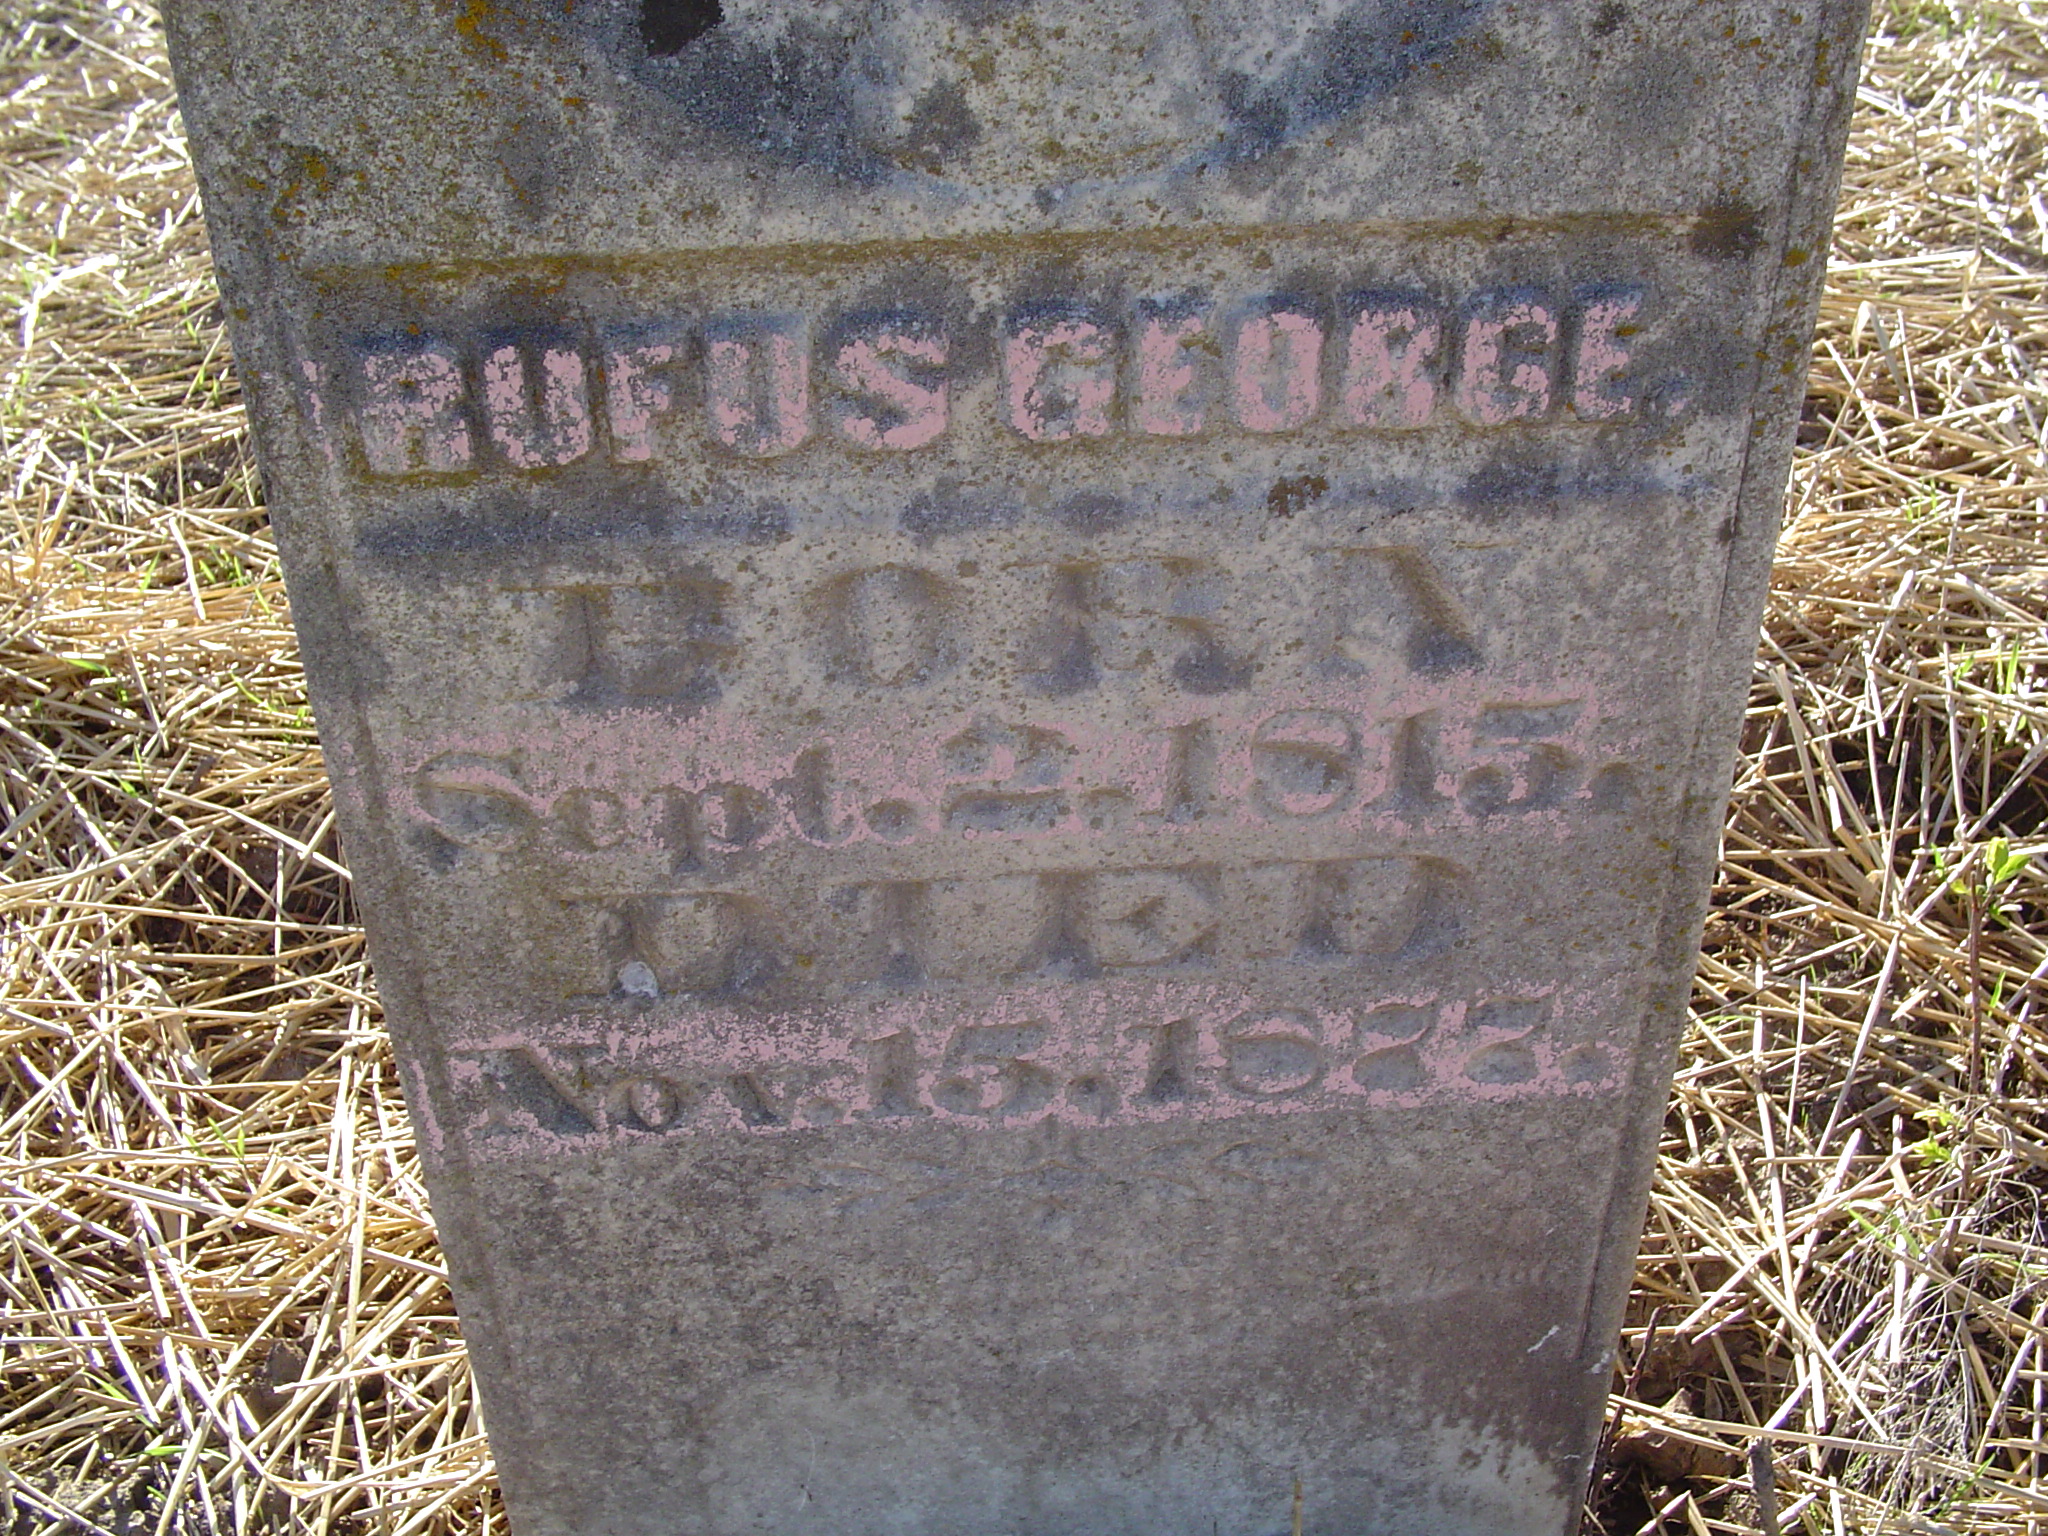 RUFUS GEORGE.
BORN
Sept. 2. 1815.
DIED
Nov. 15. 1877.